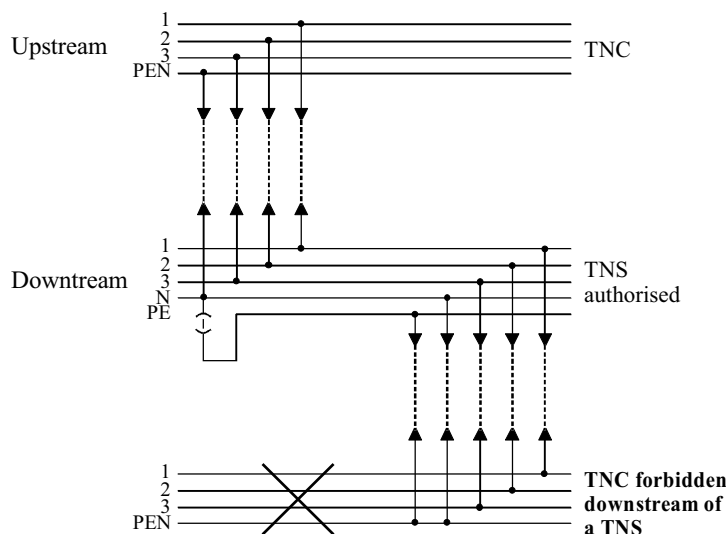 1
2
3
PEN
Upstream
TNC
1
2
3
N
PE
Downtream
TNS
authorised
1
2
3
PEN
TNC forbidden
downstream of
a TNS